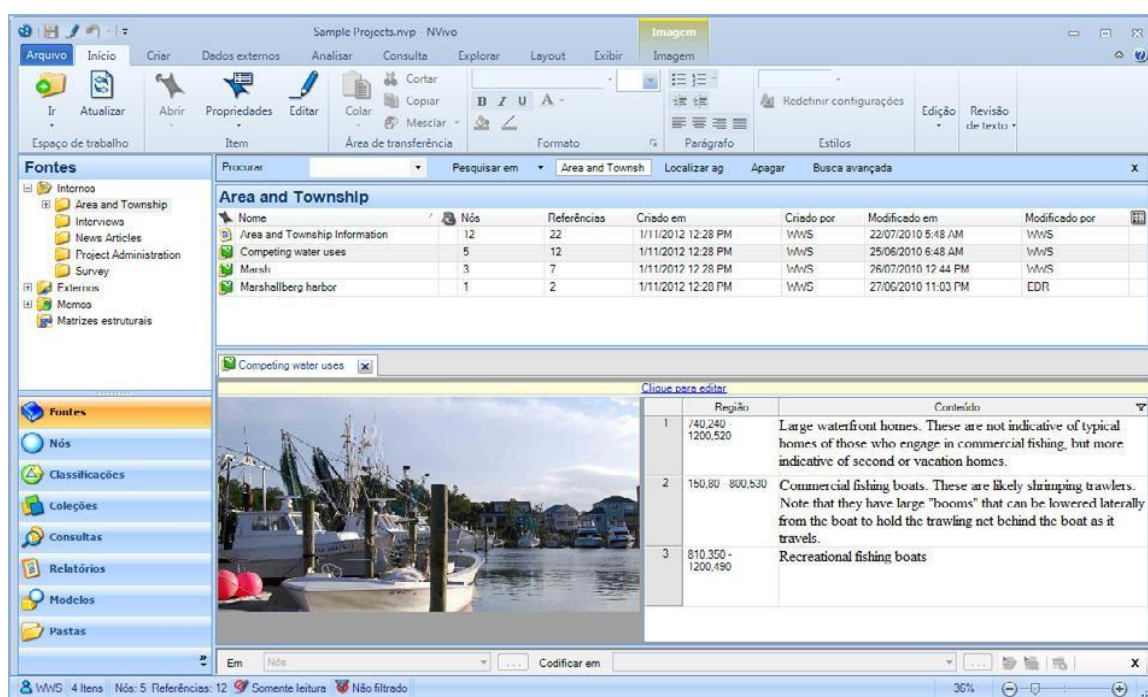 Sample Projects.nvp - NVivo
Imagem
Arquivo Início Criar Dados externos Analisar Consulta Explorar Layout Exibir Imagem
Ir Atualizar Abrir Propriedades Editar Colar
Cortar
Copiar
Mesclar
B I U A
Redefinir configurações
Edição Revisão de texto
Espaço de trabalho Item Área de transferência Formato Parágrafo Estilos
Fontes
Internos
Area and Township
Interviews
News Articles
Project Administration
Survey
Externos
Memos
Matrizes estruturais
Procurar Pesquisar em Area and Townsh Localizar ag Apagar Busca avançada x
Area and Township
Nome Nós Referências Criado em Criado por Modificado em Modificado por
Area and Township Information 12 22 1/11/2012 12:28 PM WWS 22/07/2010 5:48 AM WWS
Competing water uses 5 12 1/11/2012 12:28 PM WWS 25/06/2010 6:48 AM WWS
Marsh 3 7 1/11/2012 12:28 PM WWS 26/07/2010 12:44 PM WWS
Marshallberg harbor 1 2 1/11/2012 12:28 PM WWS 27/06/2010 11:03 PM EDR
Competing water uses x
Clique para editar
Região Conteúdo
1 740,240 - 1200,520 Large waterfront homes. These are not indicative of typical
homes of those who engage in commercial fishing, but more
indicative of second or vacation homes.
2 150,80 - 800,530 Commercial fishing boats. These are likely shrimping trawlers.
Note that they have large "booms" that can be lowered laterally
from the boat to hold the trawling net behind the boat as it
travels.
3 810,350 - 1200,490 Recreational fishing boats
Fontes
Nós
Classificações
Coleções
Consultas
Relatórios
Modelos
Pastas
Em Nós ... Codificar em ... x
WWS 4 Itens Nós: 5 Referências: 12 Somente leitura Não filtrado 36%